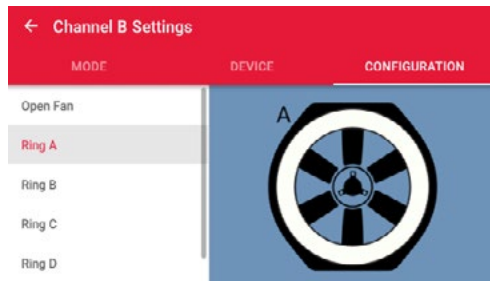 ← Channel B Settings
MODE DEVICE CONFIGURATION
Open Fan
Ring A
Ring B
Ring C
Ring D
A